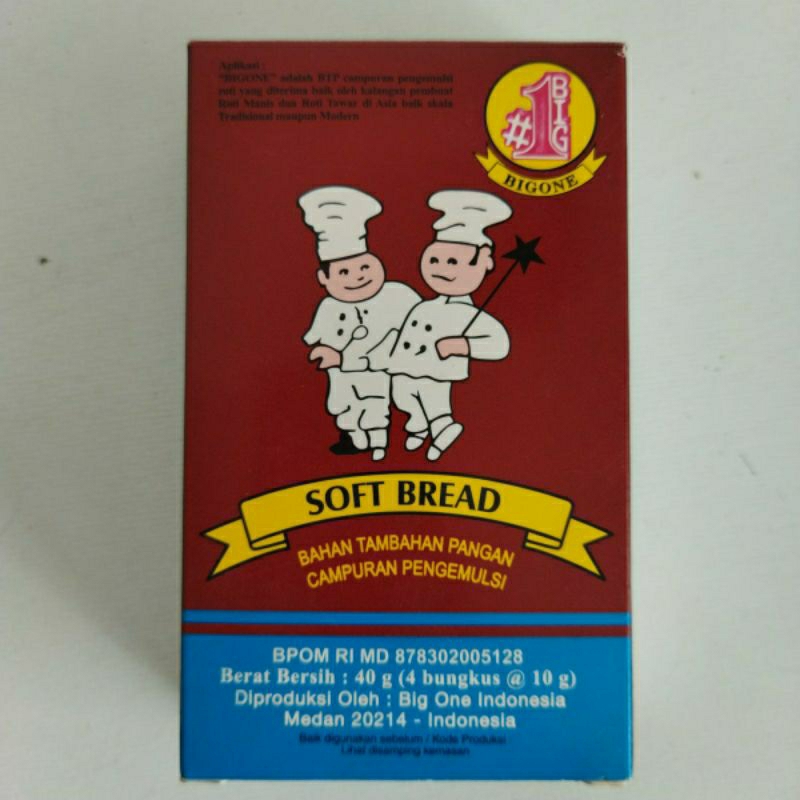 Aplikasi :
"BIGONE" adalah BTP campuran pengemulsi
roti yang diterima baik oleh kalangan pembuat
Roti Manis dan Roti Tawar di Asia baik skala
Tradisional maupun Modern
#1 BIG
BIGONE
SOFT BREAD
BAHAN TAMBAHAN PANGAN
CAMPURAN PENGEMULSI
BPOM RI MD 878302005128
Berat Bersih : 40 g (4 bungkus @ 10 g)
Diproduksi Oleh : Big One Indonesia
Medan 20214 - Indonesia
Baik digunakan sebelum / Kode Produksi
Lihat disamping kemasan